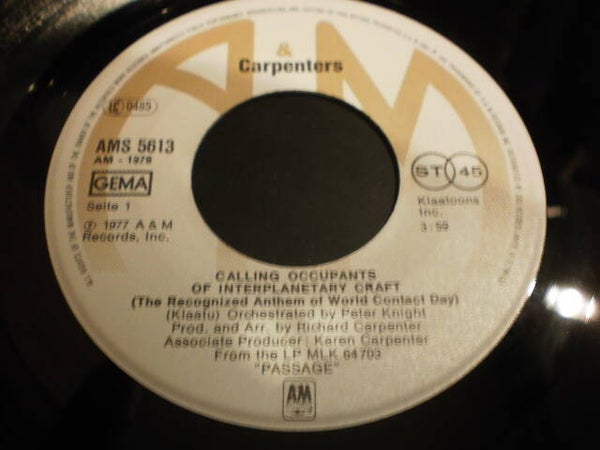 A & M
Carpenters
LC 0485
AMS 5613
AM - 1979
GEMA
Seite 1
℗ 1977 A & M
Records, Inc.
ST 45
Klaatoons
Inc.
3:59
CALLING OCCUPANTS
OF INTERPLANETARY CRAFT
(The Recognized Anthem of World Contact Day)
(Klaatu) Orchestrated by Peter Knight
Prod. and Arr. by Richard Carpenter
Associate Producer: Karen Carpenter
From the LP MLK 64703
"PASSAGE"
AM